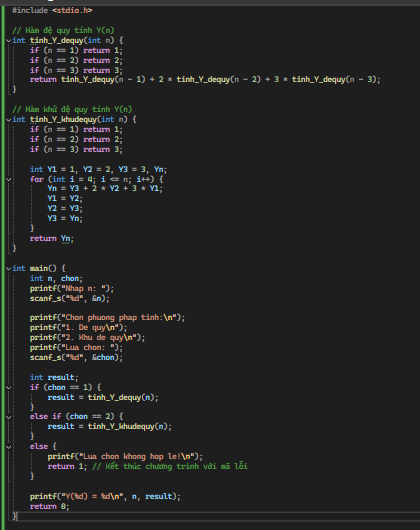 #include <stdio.h>
// Hàm đệ quy tính Y(n)
int tinh_Y_dequy(int n) {
if (n == 1) return 1;
if (n == 2) return 2;
if (n == 3) return 3;
return tinh_Y_dequy(n - 1) + 2 * tinh_Y_dequy(n - 2) + 3 * tinh_Y_dequy(n - 3);
}
// Hàm khử đệ quy tính Y(n)
int tinh_Y_khudequy(int n) {
if (n == 1) return 1;
if (n == 2) return 2;
if (n == 3) return 3;
int Y1 = 1, Y2 = 2, Y3 = 3, Yn;
for (int i = 4; i <= n; i++) {
Yn = Y3 + 2 * Y2 + 3 * Y1;
Y1 = Y2;
Y2 = Y3;
Y3 = Yn;
}
return Yn;
}
int main() {
int n, chon;
printf("Nhap n: ");
scanf_s("%d", &n);
printf("Chon phuong phap tinh:\n");
printf("1. De quy\n");
printf("2. Khu de quy\n");
printf("Lua chon: ");
scanf_s("%d", &chon);
int result;
if (chon == 1) {
result = tinh_Y_dequy(n);
}
else if (chon == 2) {
result = tinh_Y_khudequy(n);
}
else {
printf("Lua chon khong hop le!\n");
return 1; // Kết thúc chương trình với mã lỗi
}
printf("Y(%d) = %d\n", n, result);
return 0;
}